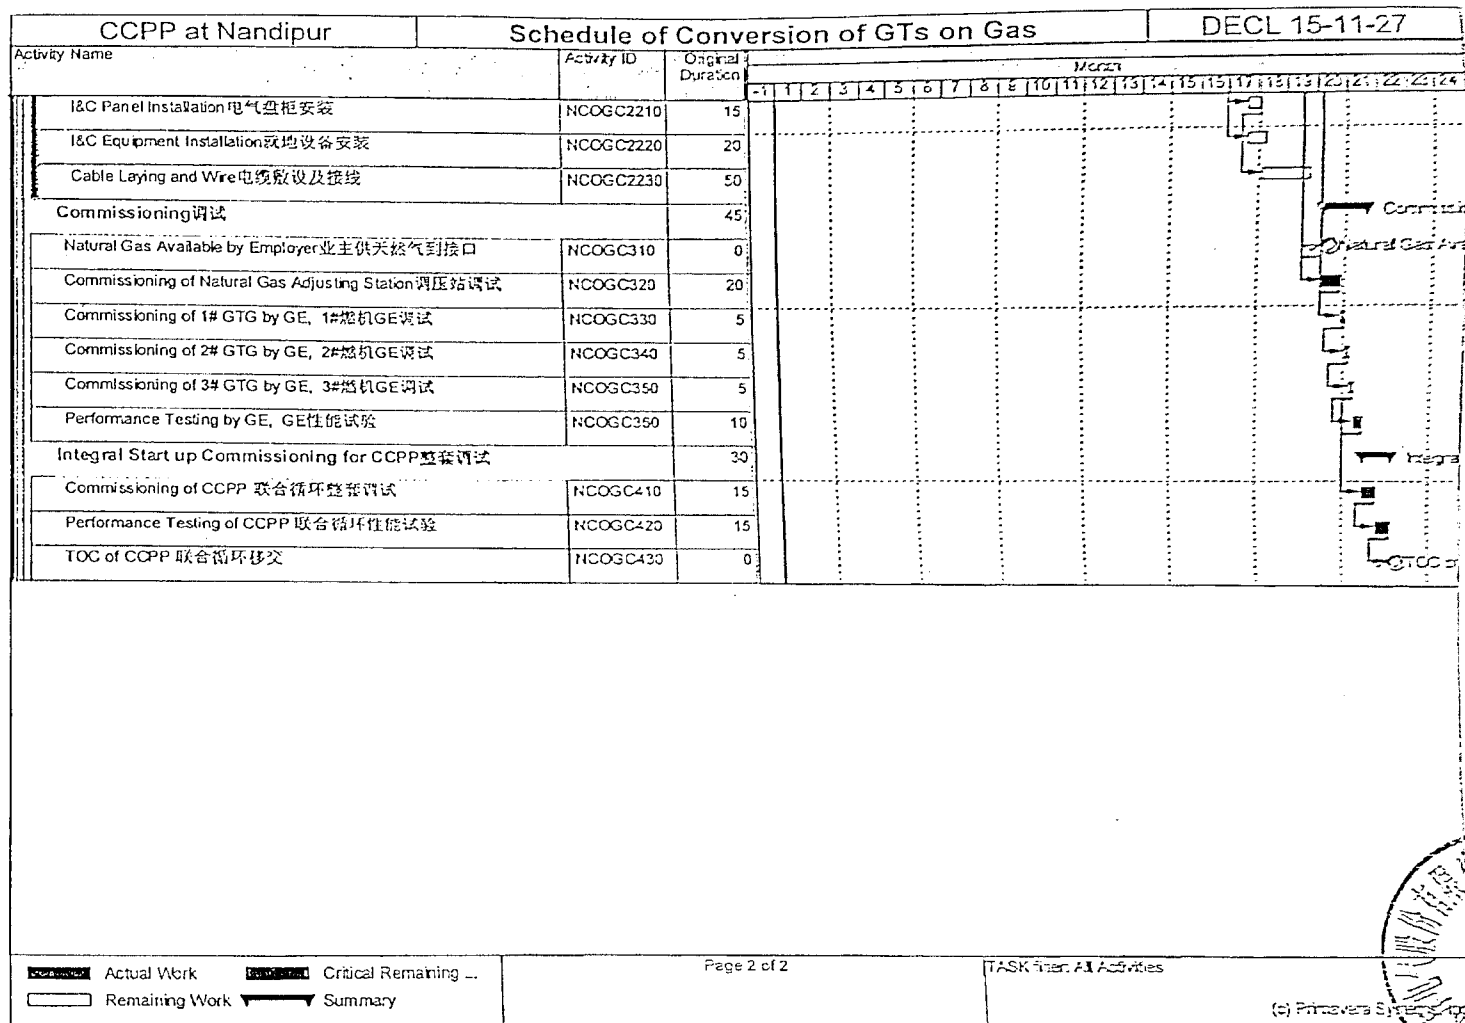 CCPP at Nandipur
Schedule of Conversion of GTs on Gas
DECL 15-11-27
Activity Name Activity ID Original Duration Month
-1 1 2 3 4 5 6 7 8 9 10 11 12 13 14 15 16 17 18 19 20 21 22 23 24
I&C Panel Installation电气盘柜安装 NCOGC2210 15
I&C Equipment Installation就地设备安装 NCOGC2220 20
Cable Laying and Wire电缆敷设及接线 NCOGC2230 50
Commissioning调试 45
Natural Gas Available by Employer业主供天然气到接口 NCOGC310 0 Natural Gas Ava
Commissioning of Natural Gas Adjusting Station调压站调试 NCOGC320 20
Commissioning of 1# GTG by GE, 1#燃机GE调试 NCOGC330 5
Commissioning of 2# GTG by GE, 2#燃机GE调试 NCOGC340 5
Commissioning of 3# GTG by GE, 3#燃机GE调试 NCOGC350 5
Performance Testing by GE, GE性能试验 NCOGC360 10
Integral Start up Commissioning for CCPP整套调试 30 Integra
Commissioning of CCPP 联合循环整套调试 NCOGC410 15
Performance Testing of CCPP 联合循环性能试验 NCOGC420 15
TOC of CCPP 联合循环移交 NCOGC430 0
Actual Work Critical Remaining ...
Remaining Work Summary
Page 2 of 2
TASK filter: All Activities
(c) Primavera Systems, Inc